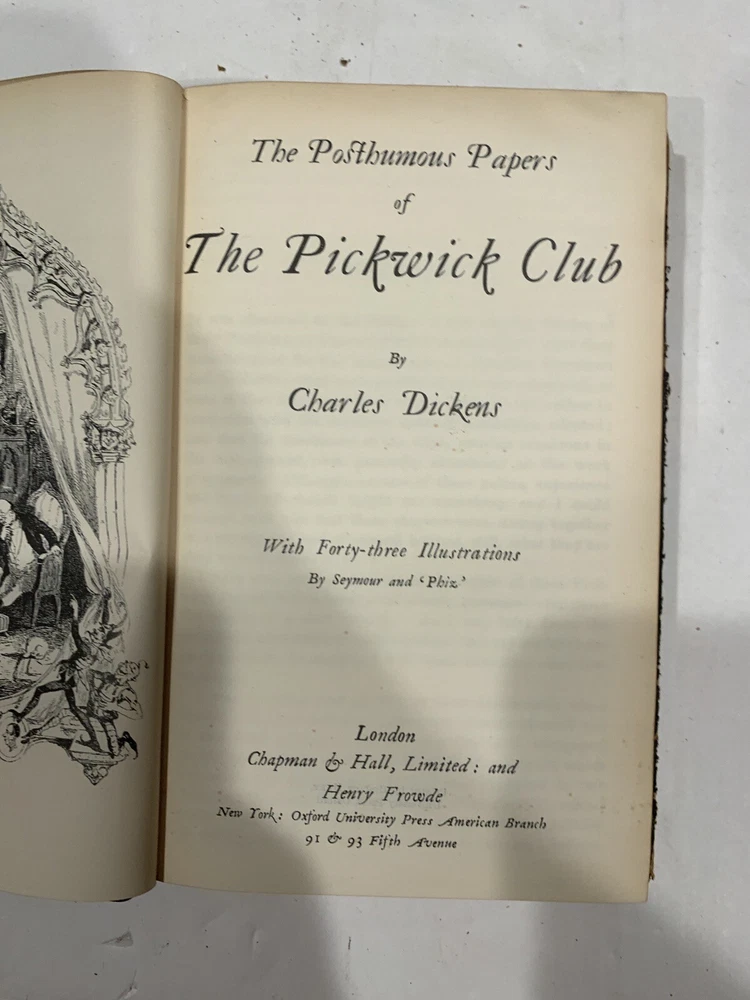 The Posthumous Papers
of
The Pickwick Club
By
Charles Dickens
With Forty-three Illustrations
By Seymour and ‘Phiz’
London
Chapman & Hall, Limited: and
Henry Frowde
New York: Oxford University Press American Branch
91 & 93 Fifth Avenue